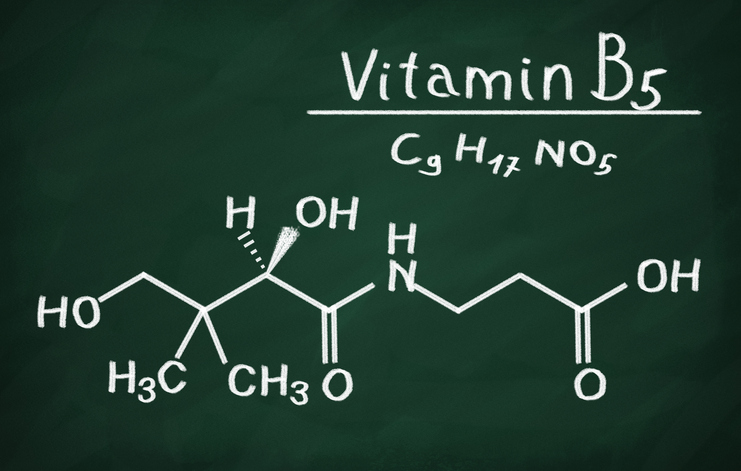 Vitamin B5
C9 H17 NO5
H OH
H
N
OH
HO
H3C CH3 O
O